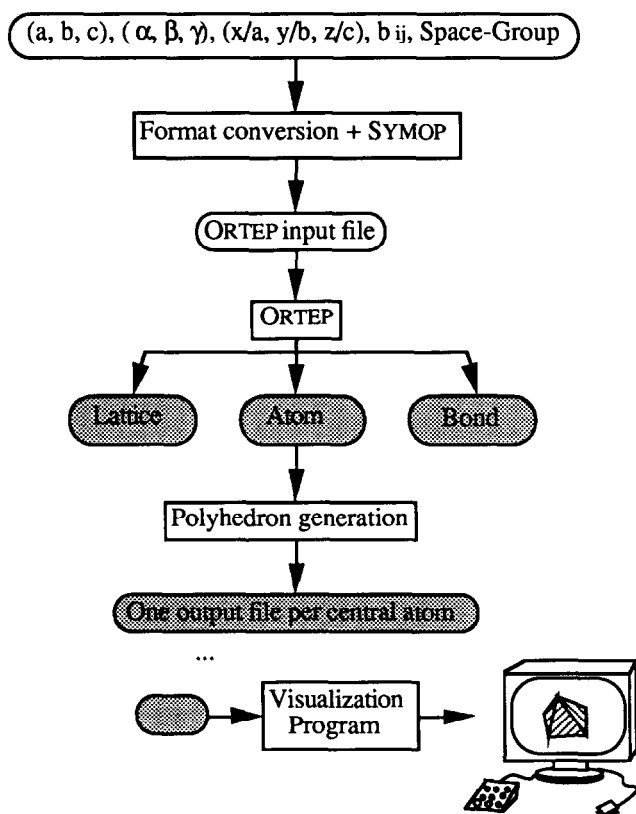 (a, b, c), ( α, β, γ), (x/a, y/b, z/c), b ij, Space-Group
Format conversion + SYMOP
ORTEP input file
ORTEP
Lattice
Atom
Bond
Polyhedron generation
One output file per central atom
...
Visualization
Program